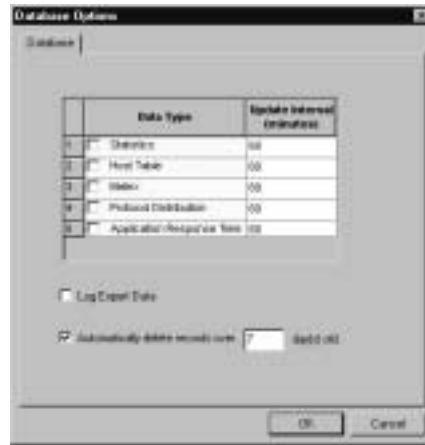 Database Options
Database
Data Type
Update Interval (minutes)
1 Statistics 60
2 Host Table 60
3 Matrix 60
4 Protocol Distribution 60
5 Application Response Time 60
Log Expert Data
Automatically delete records over 7 day(s) old
OK Cancel